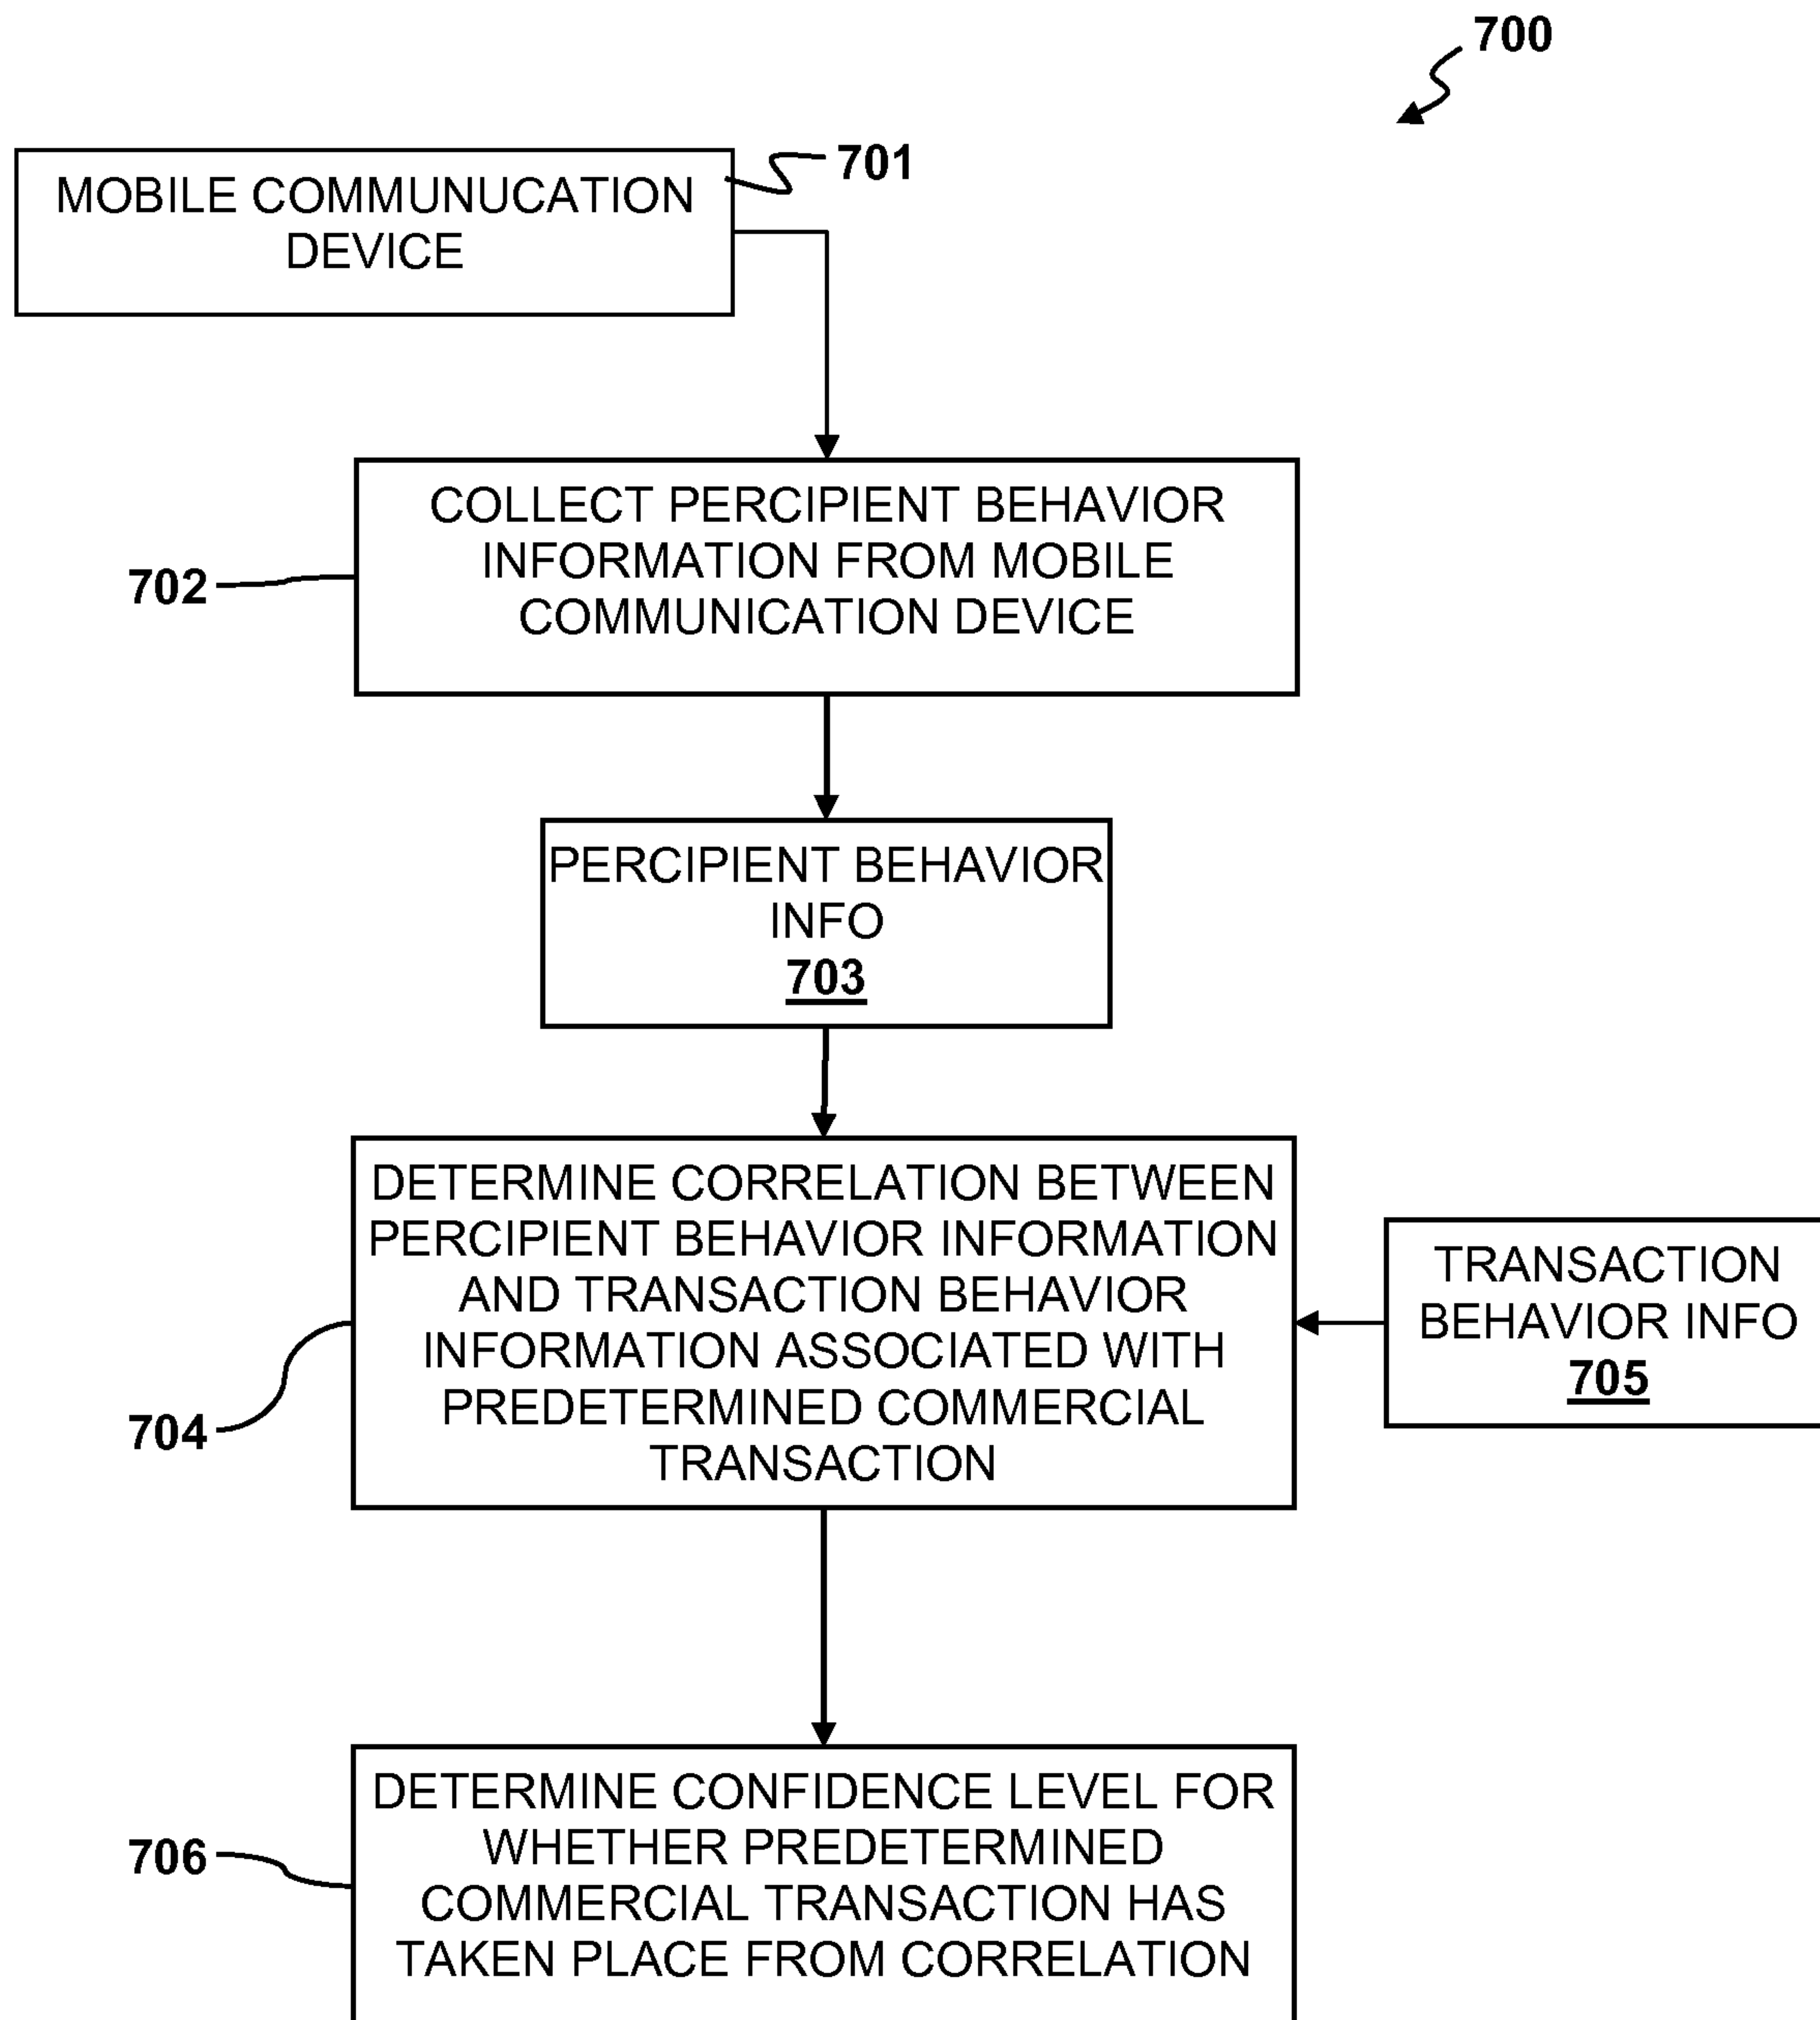 700
701
MOBILE COMMUNUCATION
DEVICE
COLLECT PERCIPIENT BEHAVIOR
INFORMATION FROM MOBILE
COMMUNICATION DEVICE
702
PERCIPIENT BEHAVIOR
INFO
703
DETERMINE CORRELATION BETWEEN
PERCIPIENT BEHAVIOR INFORMATION
AND TRANSACTION BEHAVIOR
INFORMATION ASSOCIATED WITH
PREDETERMINED COMMERCIAL
TRANSACTION
704
TRANSACTION
BEHAVIOR INFO
705
DETERMINE CONFIDENCE LEVEL FOR
WHETHER PREDETERMINED
COMMERCIAL TRANSACTION HAS
TAKEN PLACE FROM CORRELATION
706